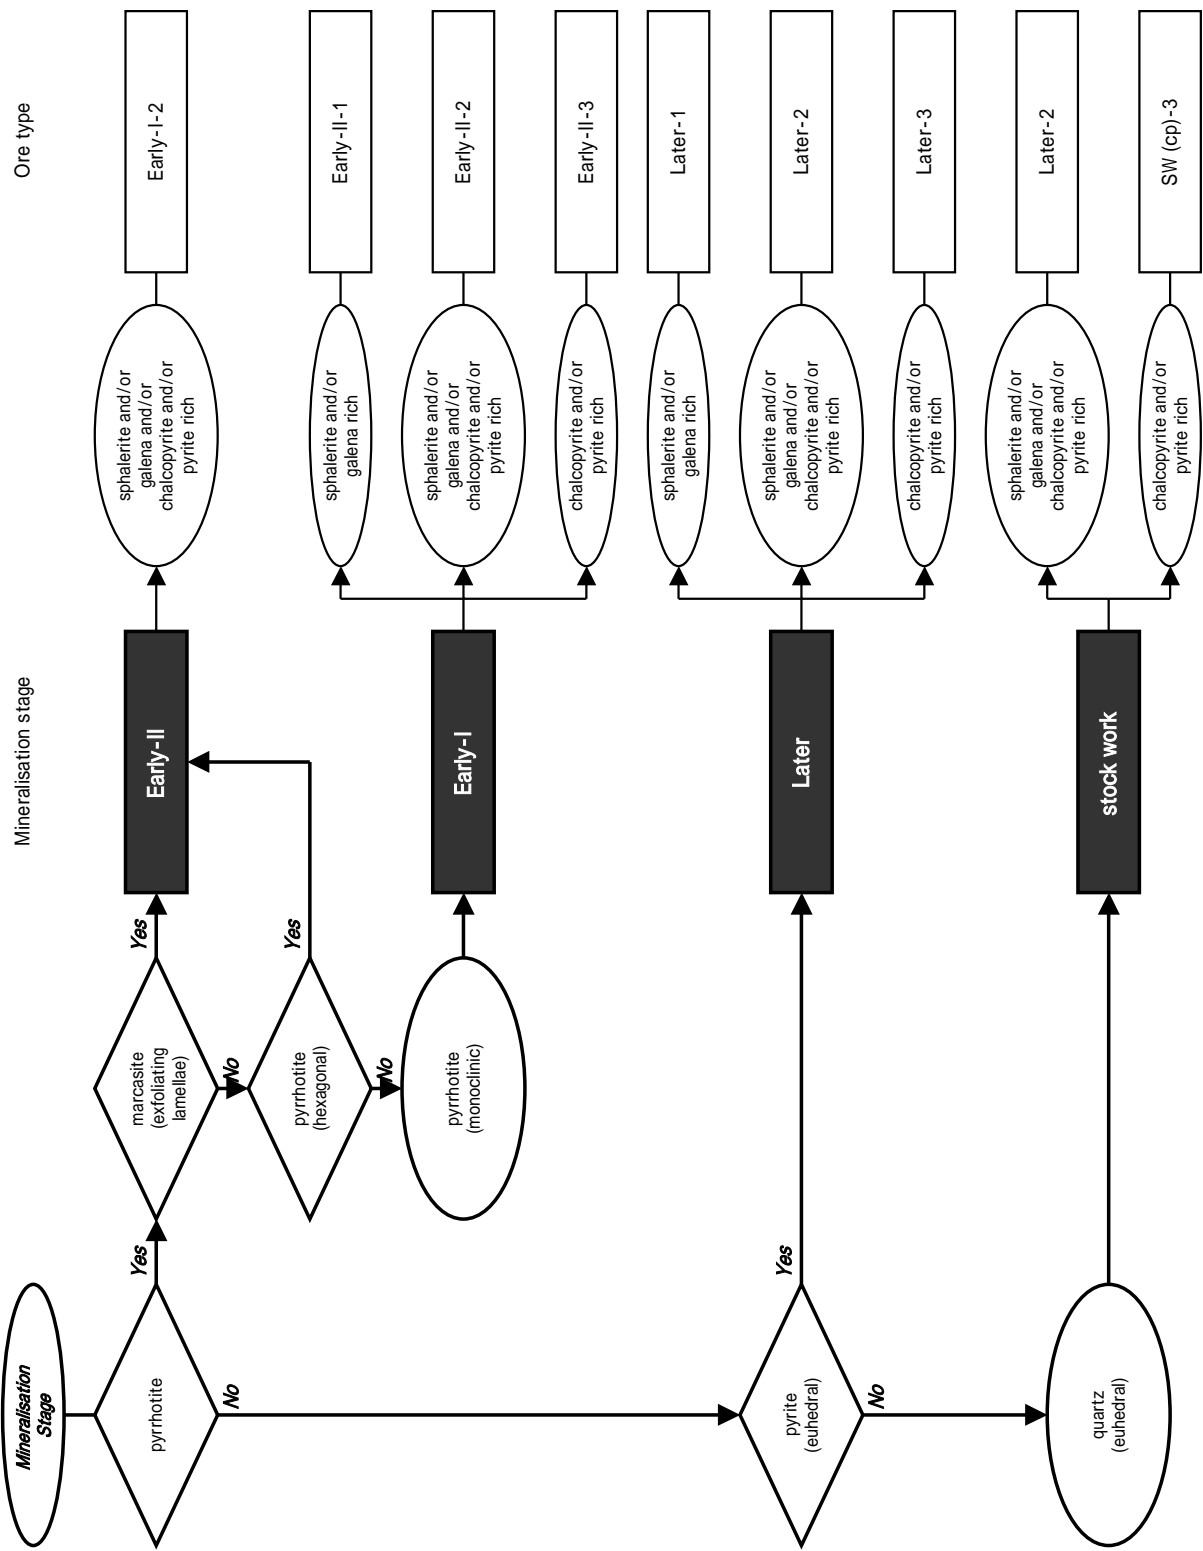 Mineralisation
Stage
pyrrhotite
Yes
No
marcasite
(exfoliating
lamellae)
Yes
No
pyrrhotite
(hexagonal)
Yes
No
pyrrhotite
(monoclinic)
pyrite
(euhedral)
Yes
No
quartz
(euhedral)
Mineralisation stage
Early-II
Early-I
Later
stock work
sphalerite and/or
galena and/or
chalcopyrite and/or
pyrite rich
sphalerite and/or
galena rich
sphalerite and/or
galena and/or
chalcopyrite and/or
pyrite rich
chalcopyrite and/or
pyrite rich
sphalerite and/or
galena rich
sphalerite and/or
galena and/or
chalcopyrite and/or
pyrite rich
chalcopyrite and/or
pyrite rich
sphalerite and/or
galena and/or
chalcopyrite and/or
pyrite rich
chalcopyrite and/or
pyrite rich
Ore type
Early-I-2
Early-II-1
Early-II-2
Early-II-3
Later-1
Later-2
Later-3
Later-2
SW (cp)-3